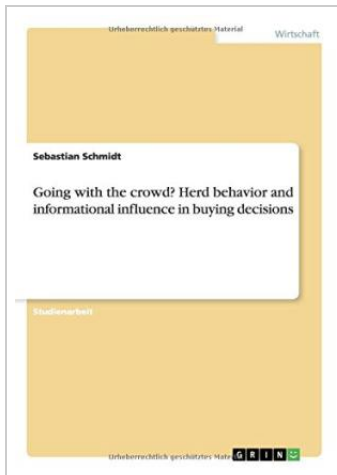 Urheberrechtlich geschütztes Material
Wirtschaft
Sebastian Schmidt
Going with the crowd? Herd behavior and
informational influence in buying decisions
Studienarbeit
Urheberrechtlich geschütztes Mater
GRIN